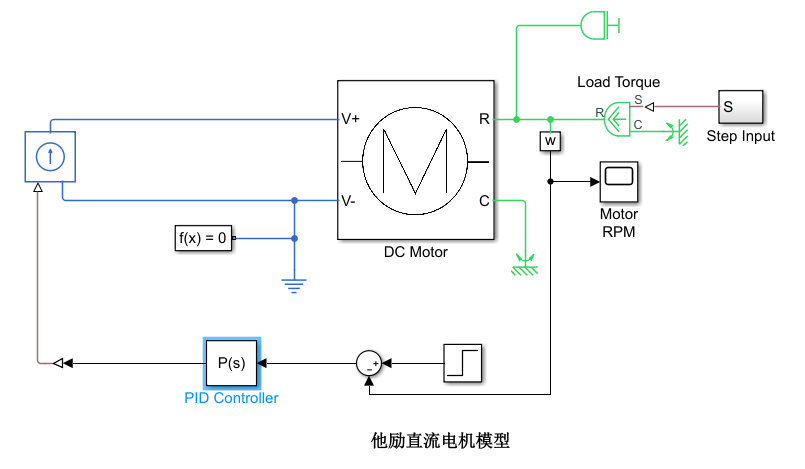 Load Torque
S
R
C
S
Step Input
V+
R
w
V-
C
f(x) = 0
DC Motor
Motor
RPM
P(s)
+
−
PID Controller
他励直流电机模型